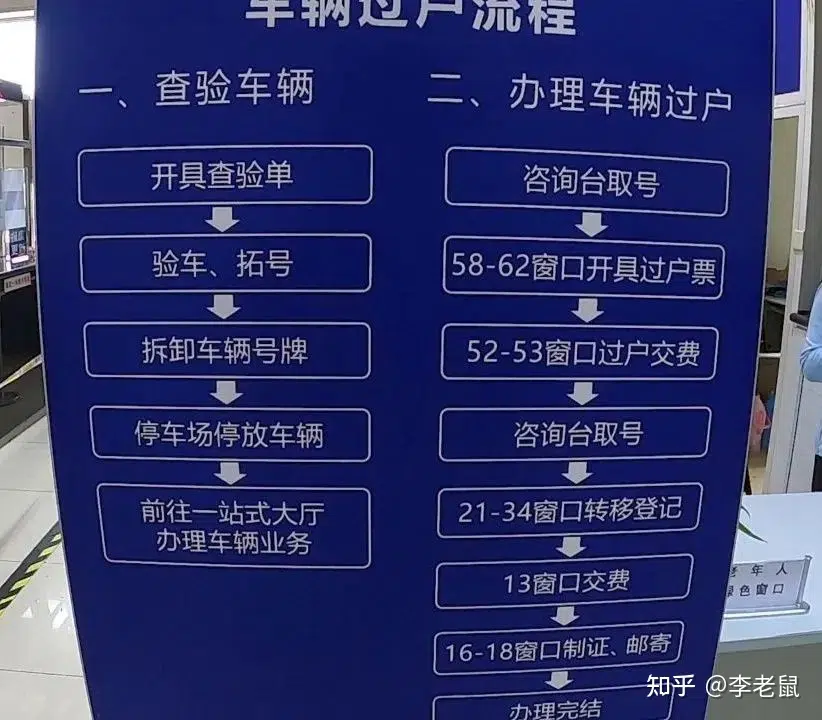 车辆过户流程
一、查验车辆
开具查验单
验车、拓号
拆卸车辆号牌
停车场停放车辆
前往一站式大厅
办理车辆业务
二、办理车辆过户
咨询台取号
58-62窗口开具过户票
52-53窗口过户交费
咨询台取号
21-34窗口转移登记
13窗口交费
16-18窗口制证、邮寄
办理完结
老年人
绿色窗口
知乎 @李老鼠